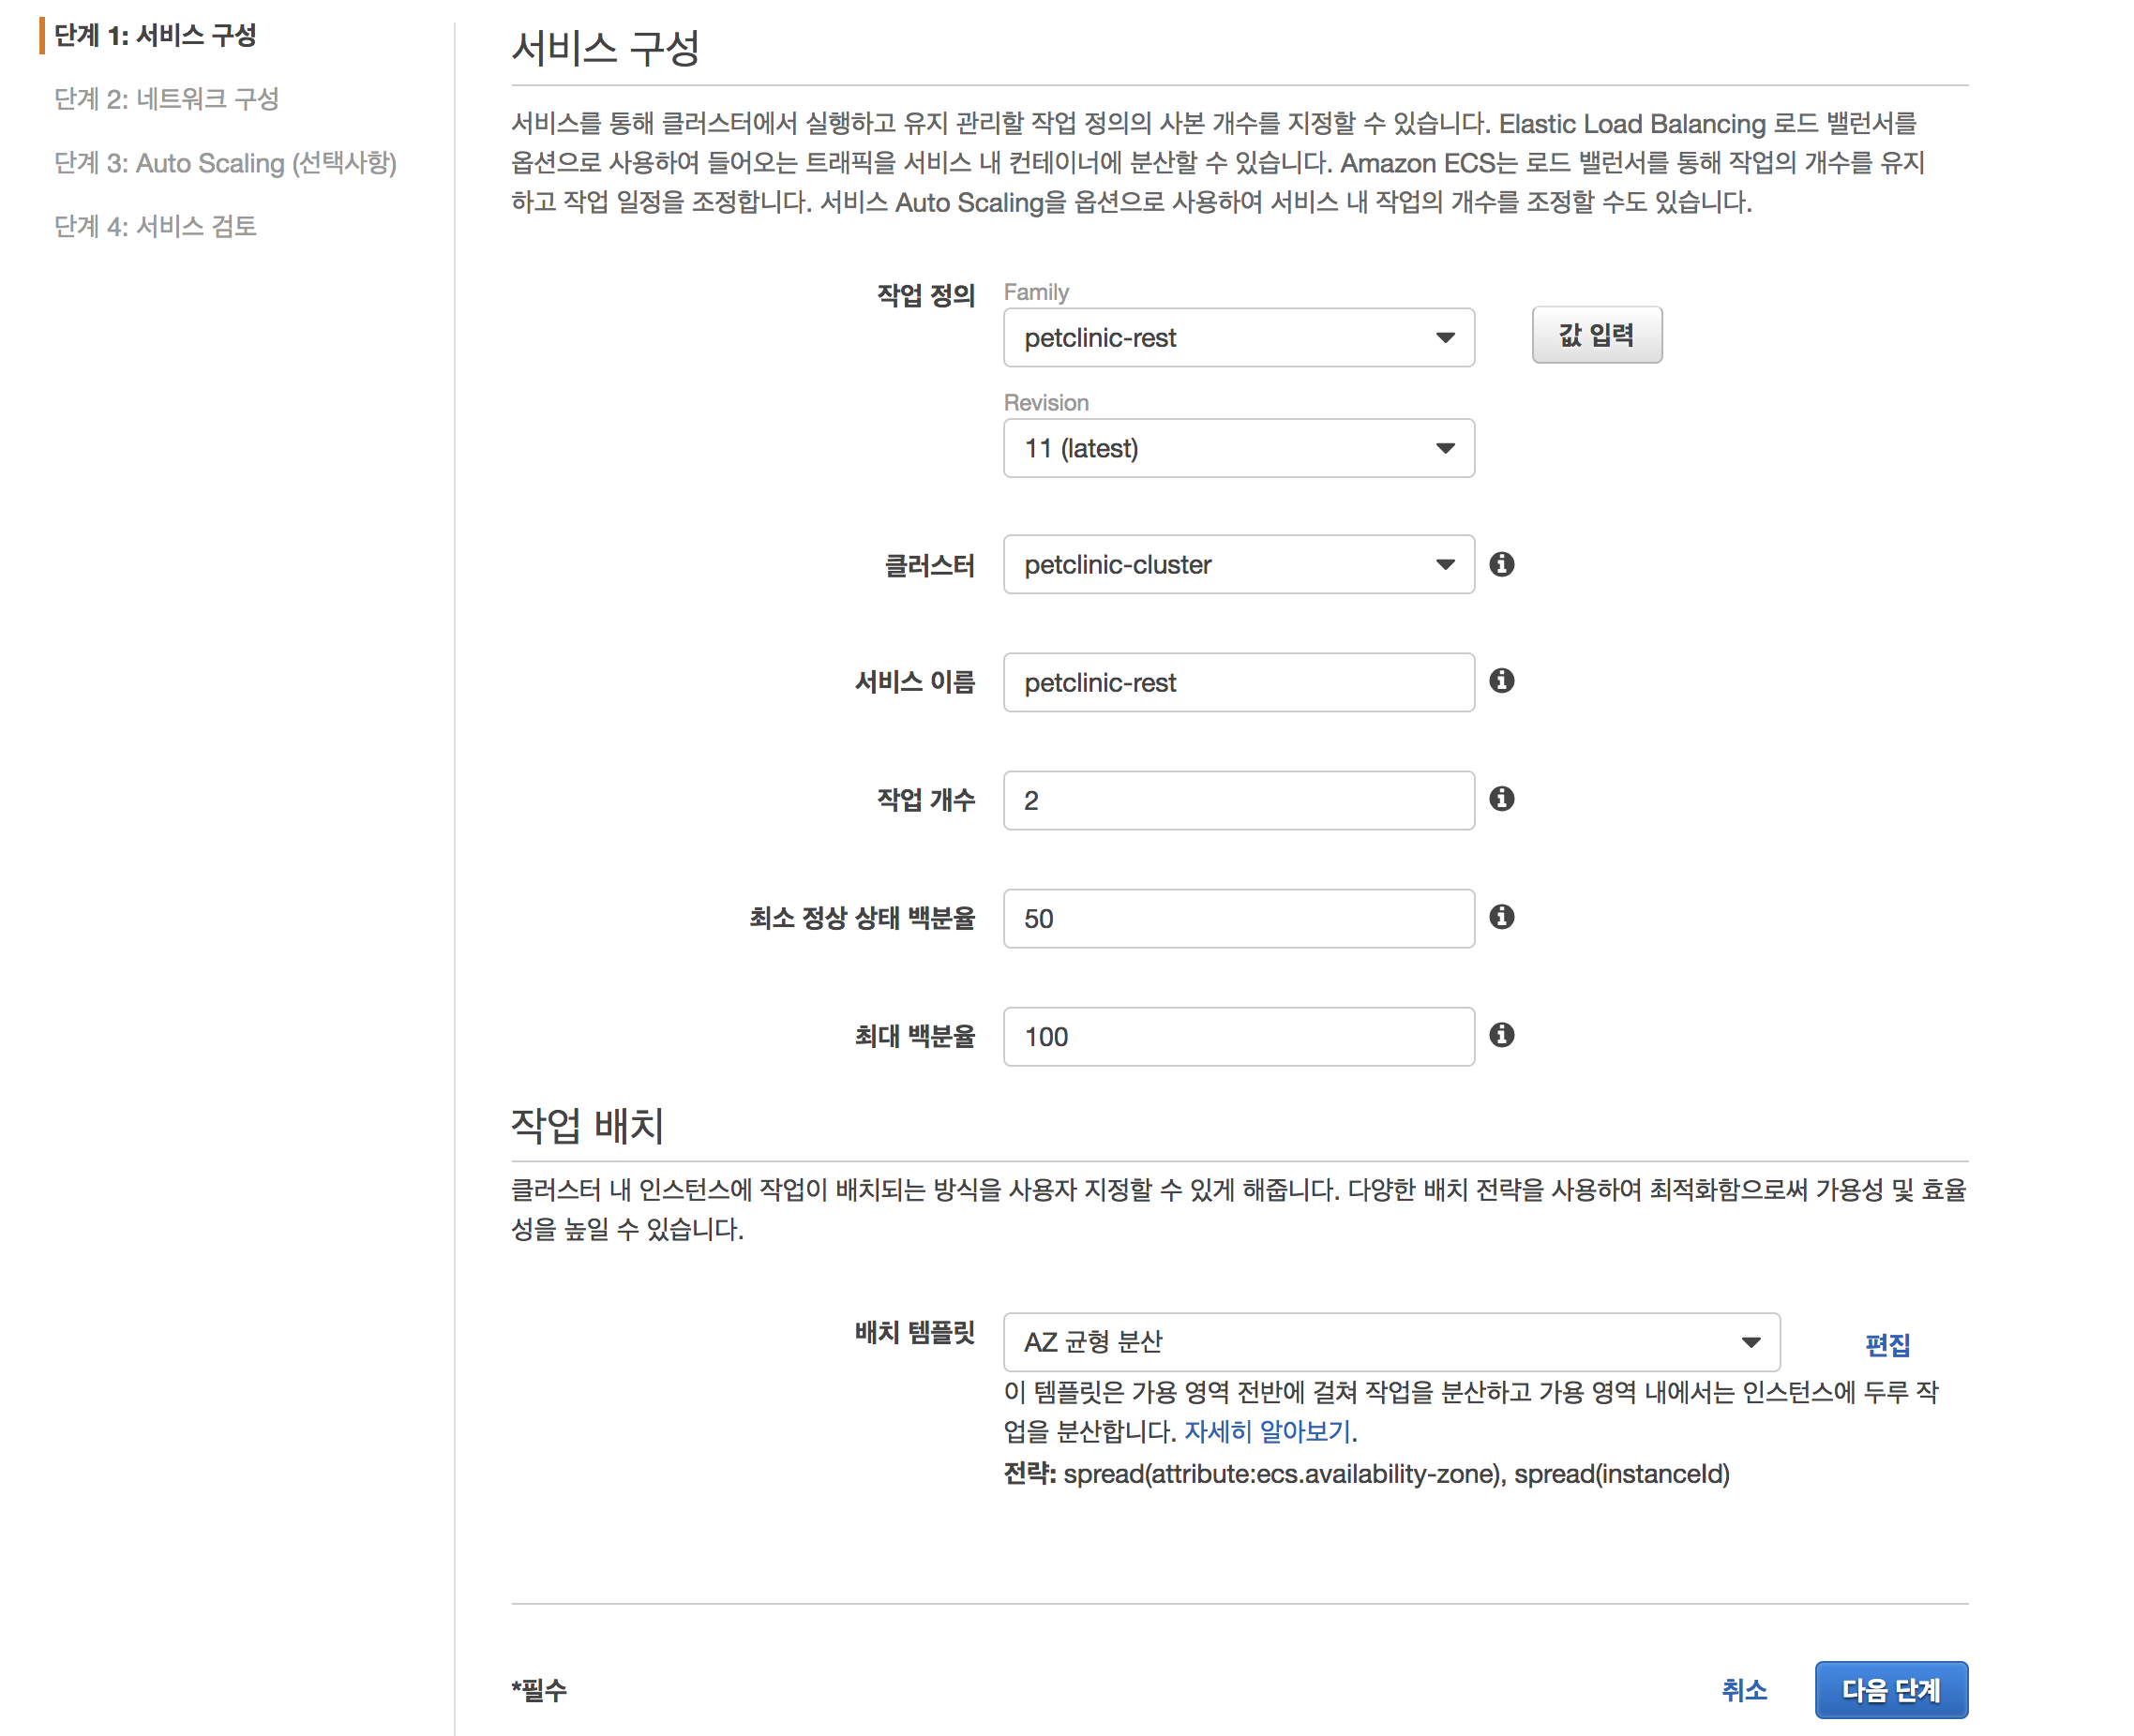 단계 1: 서비스 구성
단계 2: 네트워크 구성
단계 3: Auto Scaling (선택사항)
단계 4: 서비스 검토
서비스 구성
서비스를 통해 클러스터에서 실행하고 유지 관리할 작업 정의의 사본 개수를 지정할 수 있습니다. Elastic Load Balancing 로드 밸런서를
옵션으로 사용하여 들어오는 트래픽을 서비스 내 컨테이너에 분산할 수 있습니다. Amazon ECS는 로드 밸런서를 통해 작업의 개수를 유지
하고 작업 일정을 조정합니다. 서비스 Auto Scaling을 옵션으로 사용하여 서비스 내 작업의 개수를 조정할 수도 있습니다.
작업 정의
Family
petclinic-rest
값 입력
Revision
11 (latest)
클러스터
petclinic-cluster
서비스 이름
petclinic-rest
작업 개수
2
최소 정상 상태 백분율
50
최대 백분율
100
작업 배치
클러스터 내 인스턴스에 작업이 배치되는 방식을 사용자 지정할 수 있게 해줍니다. 다양한 배치 전략을 사용하여 최적화함으로써 가용성 및 효율
성을 높일 수 있습니다.
배치 템플릿
AZ 균형 분산
편집
이 템플릿은 가용 영역 전반에 걸쳐 작업을 분산하고 가용 영역 내에서는 인스턴스에 두루 작
업을 분산합니다. 자세히 알아보기.
전략: spread(attribute:ecs.availability-zone), spread(instanceId)
*필수
취소
다음 단계